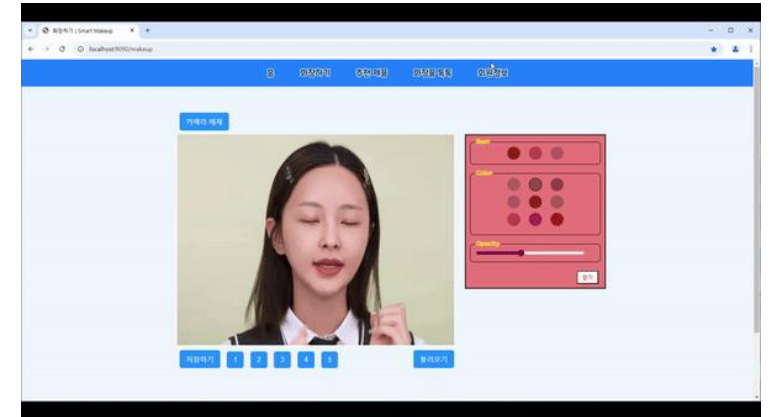 화장하기 | Smart Makeup
localhost:9090/makeup
홈 화장하기 추천 제품 화장품 목록 회원정보
카메라 해제
Best
Color
Opacity
닫기
저장하기 1 2 3 4 5 불러오기